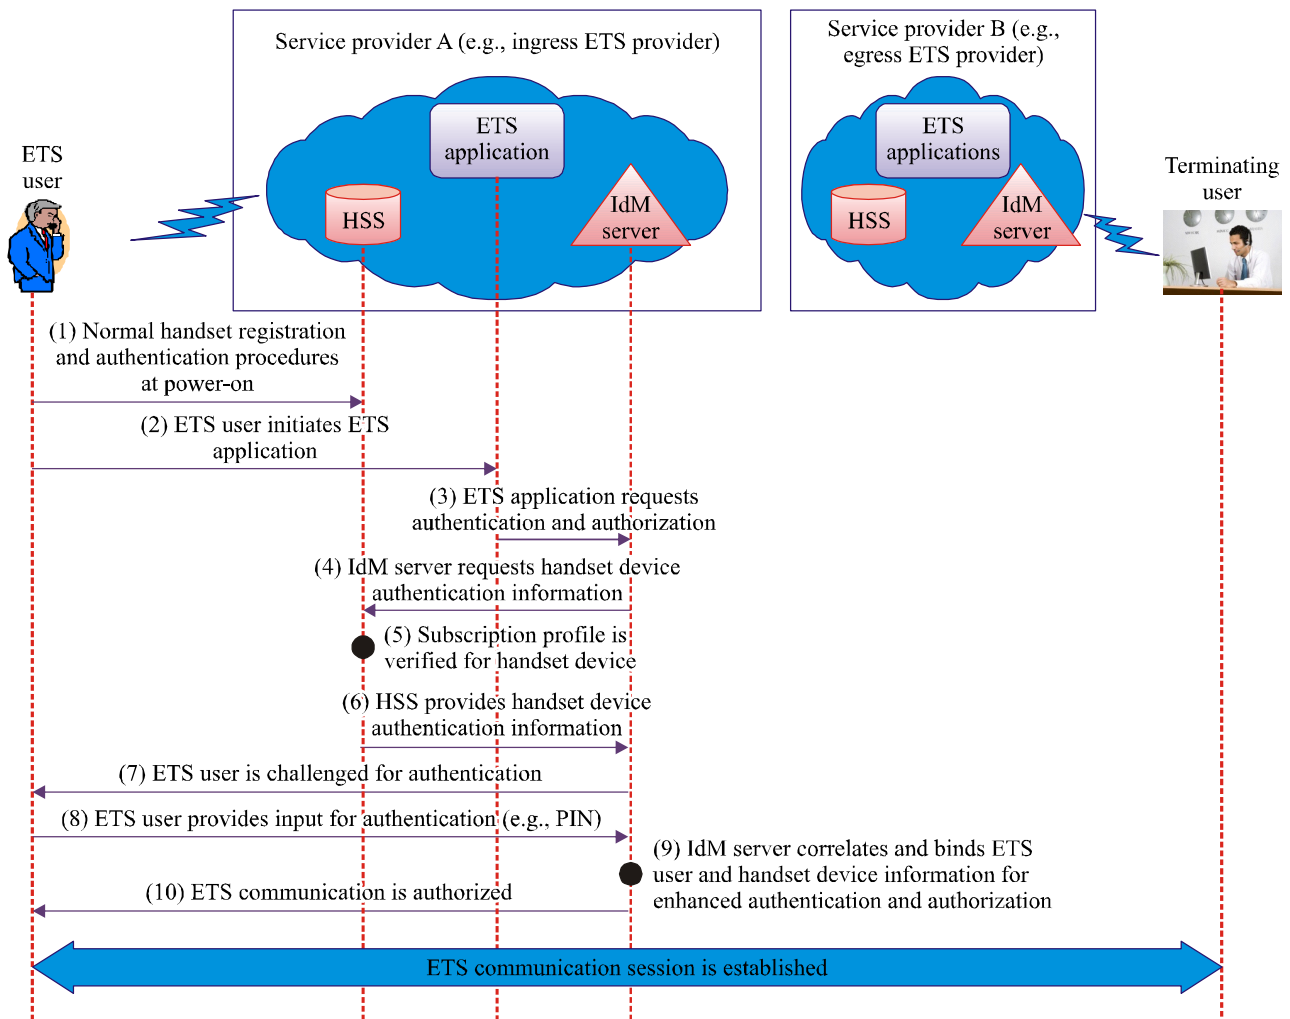 Service provider A (e.g., ingress ETS provider)
Service provider B (e.g.,
egress ETS provider)
ETS
application
HSS
IdM
server
ETS
applications
HSS
IdM
server
ETS
user
Terminating
user
(1) Normal handset registration
and authentication procedures
at power-on
(2) ETS user initiates ETS
application
(3) ETS application requests
authentication and authorization
(4) IdM server requests handset device
authentication information
(5) Subscription profile is
verified for handset device
(6) HSS provides handset device
authentication information
(7) ETS user is challenged for authentication
(8) ETS user provides input for authentication (e.g., PIN)
(9) IdM server correlates and binds ETS
user and handset device information for
enhanced authentication and authorization
(10) ETS communication is authorized
ETS communication session is established